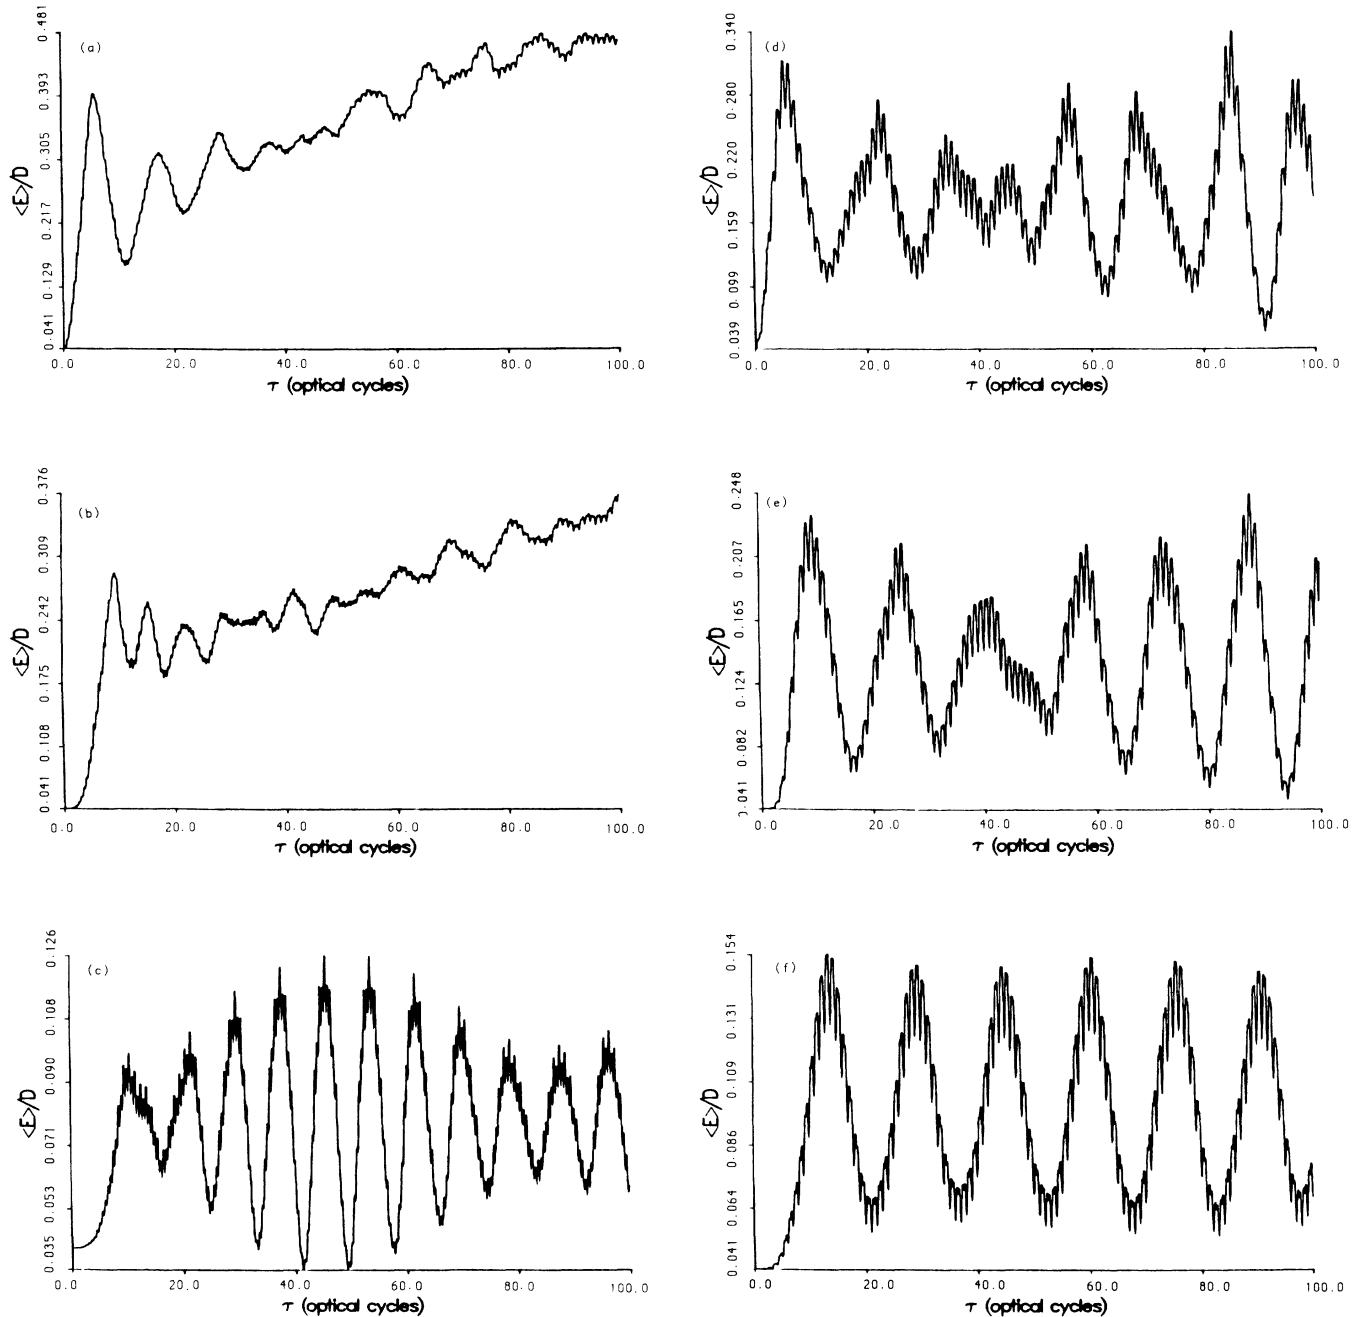 (a)
<E>/D
0.481
0.393
0.305
0.217
0.129
0.041
0.0 20.0 40.0 60.0 80.0 100.0
τ (optical cycles)
(d)
<E>/D
0.340
0.280
0.220
0.159
0.099
0.039
0.0 20.0 40.0 60.0 80.0 100.0
τ (optical cycles)
(b)
<E>/D
0.376
0.309
0.242
0.175
0.108
0.041
0.0 20.0 40.0 60.0 80.0 100.0
τ (optical cycles)
(e)
<E>/D
0.248
0.207
0.165
0.124
0.082
0.041
0.0 20.0 40.0 60.0 80.0 100.0
τ (optical cycles)
(c)
<E>/D
0.126
0.108
0.090
0.071
0.053
0.035
0.0 20.0 40.0 60.0 80.0 100.0
τ (optical cycles)
(f)
<E>/D
0.154
0.131
0.109
0.086
0.064
0.041
0.0 20.0 40.0 60.0 80.0 100.0
τ (optical cycles)